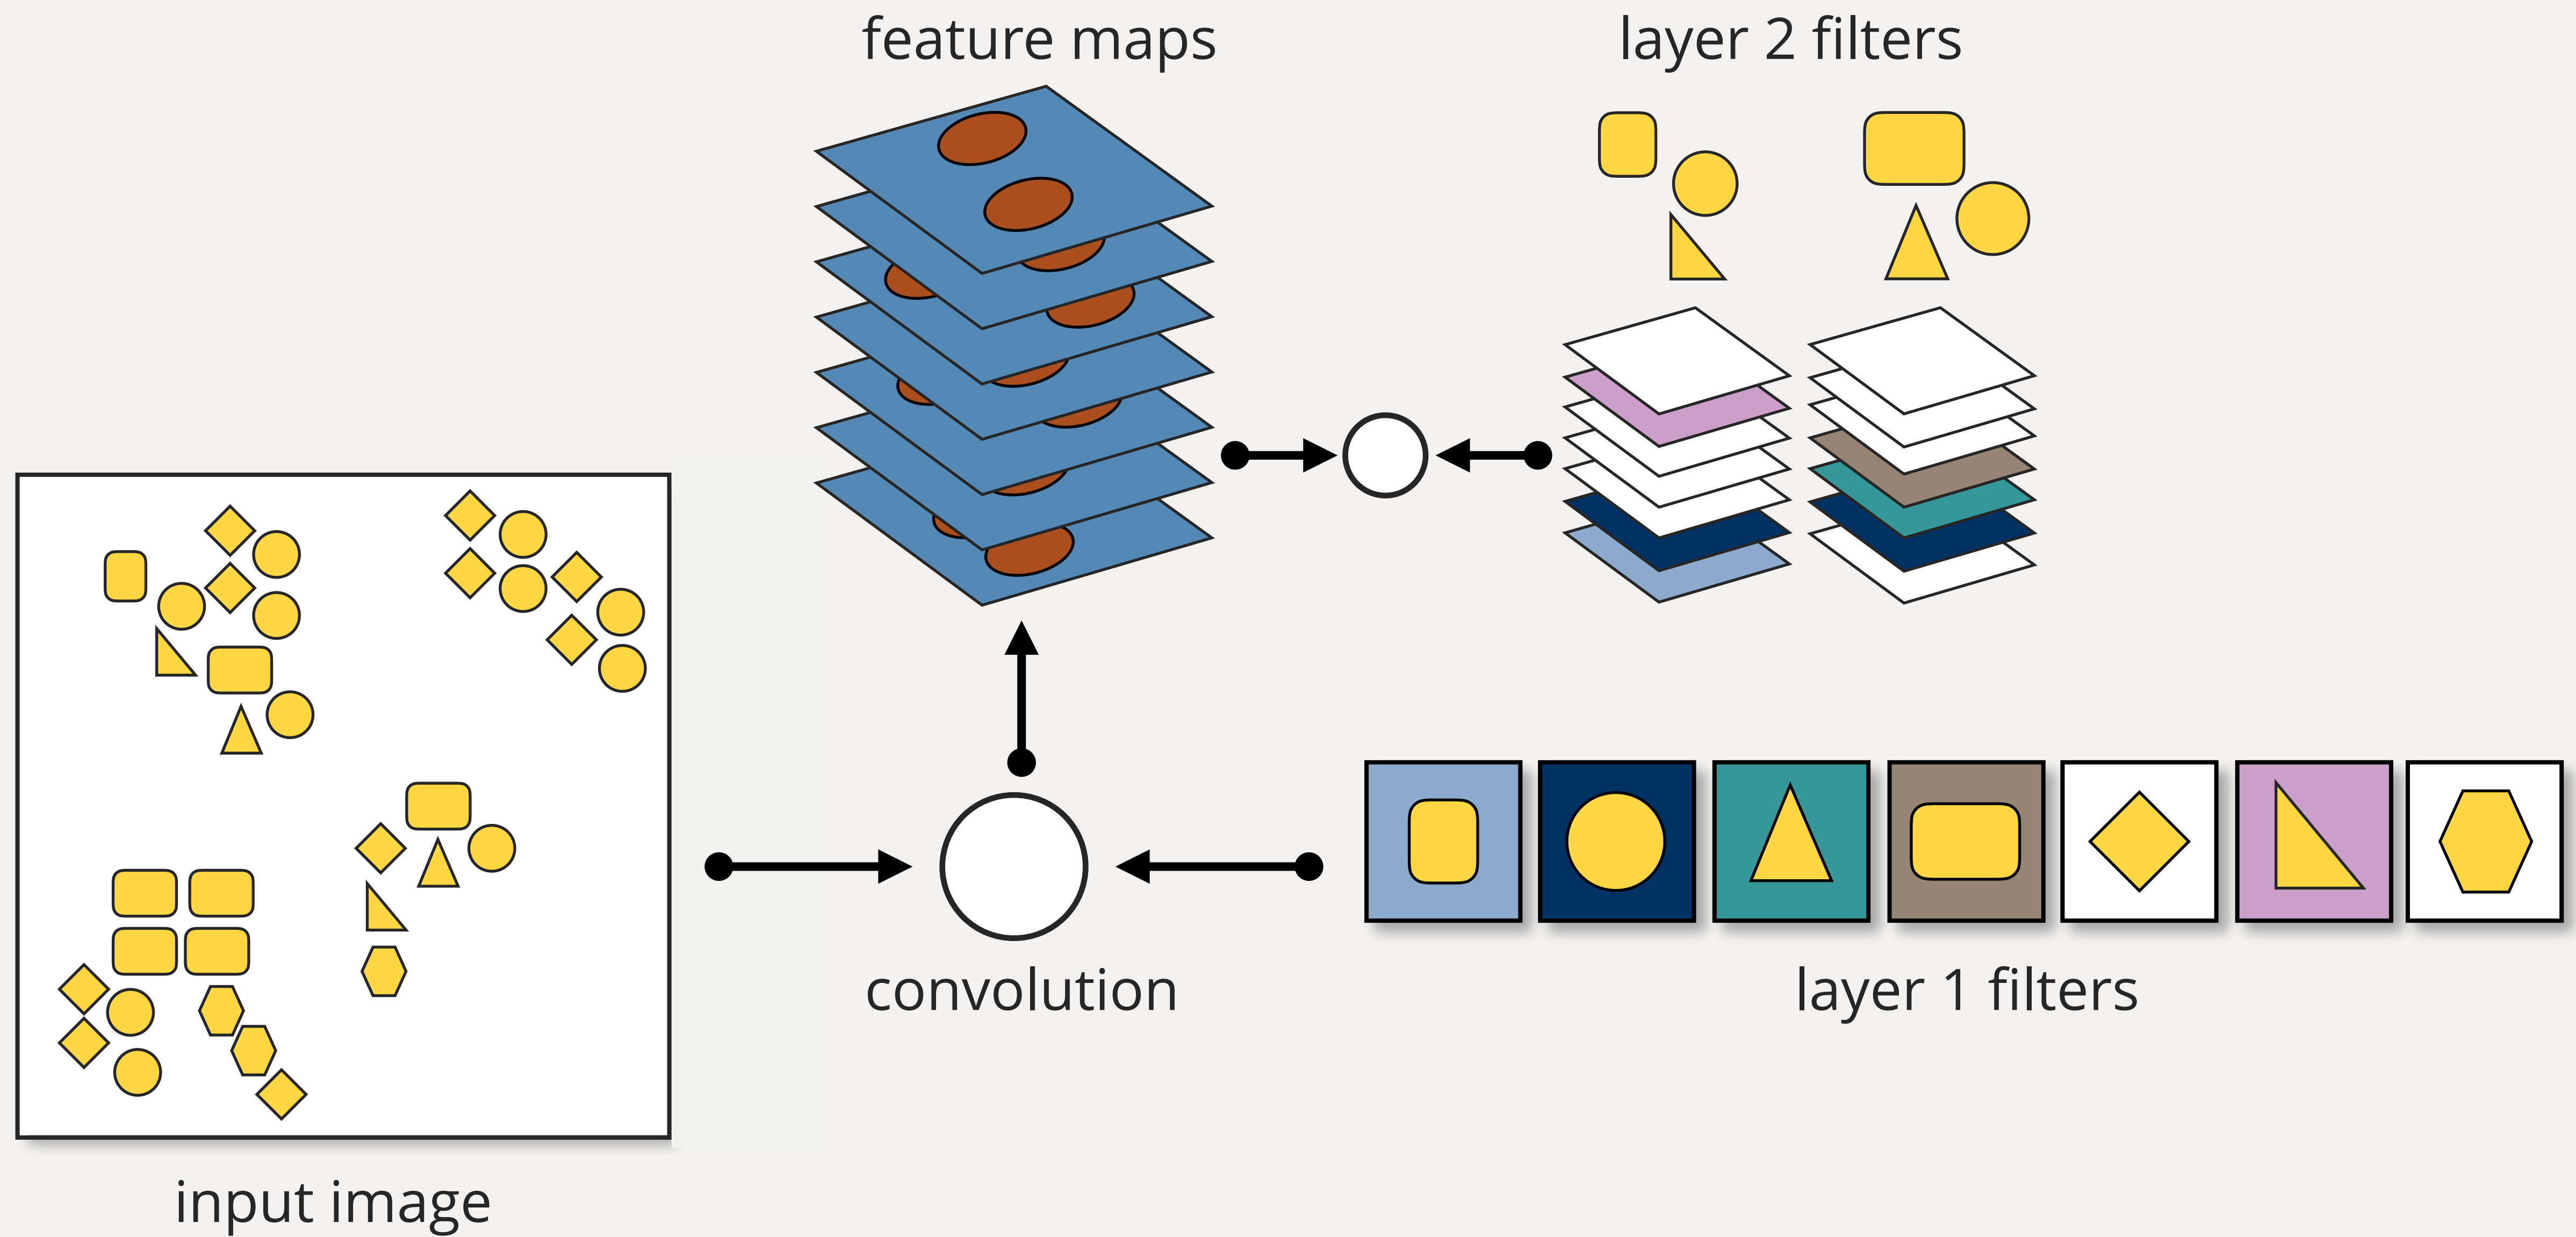 feature maps
layer 2 filters
convolution
layer 1 filters
input image